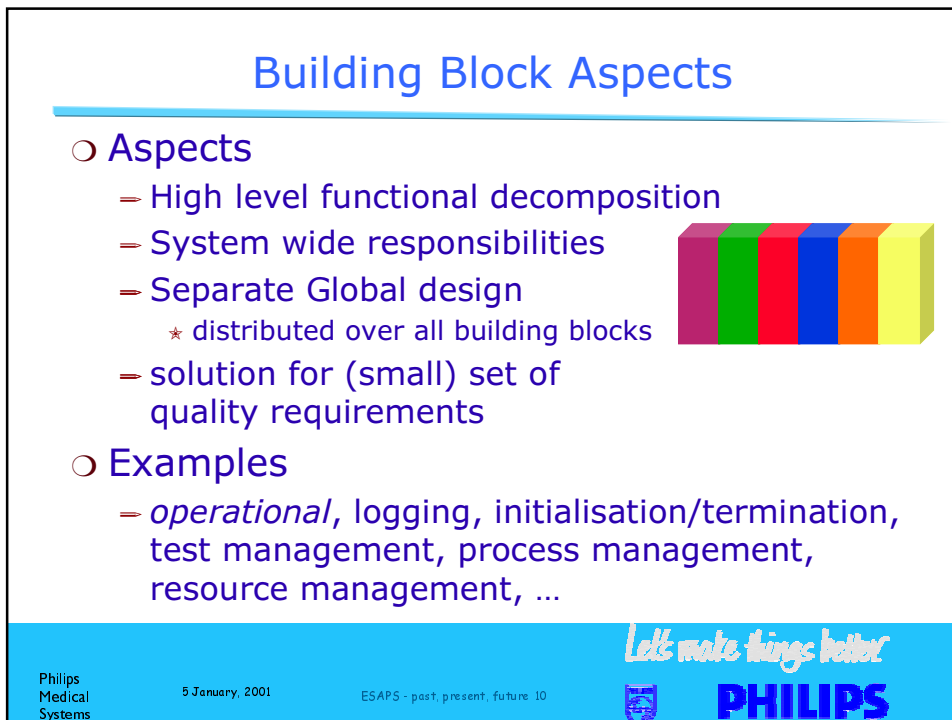 Building Block Aspects
Aspects
High level functional decomposition
System wide responsibilities
Separate Global design
distributed over all building blocks
solution for (small) set of
quality requirements
Examples
operational, logging, initialisation/termination,
test management, process management,
resource management, …
Let's make things better
Philips
Medical
Systems
5 January, 2001
ESAPS - past, present, future 10
PHILIPS